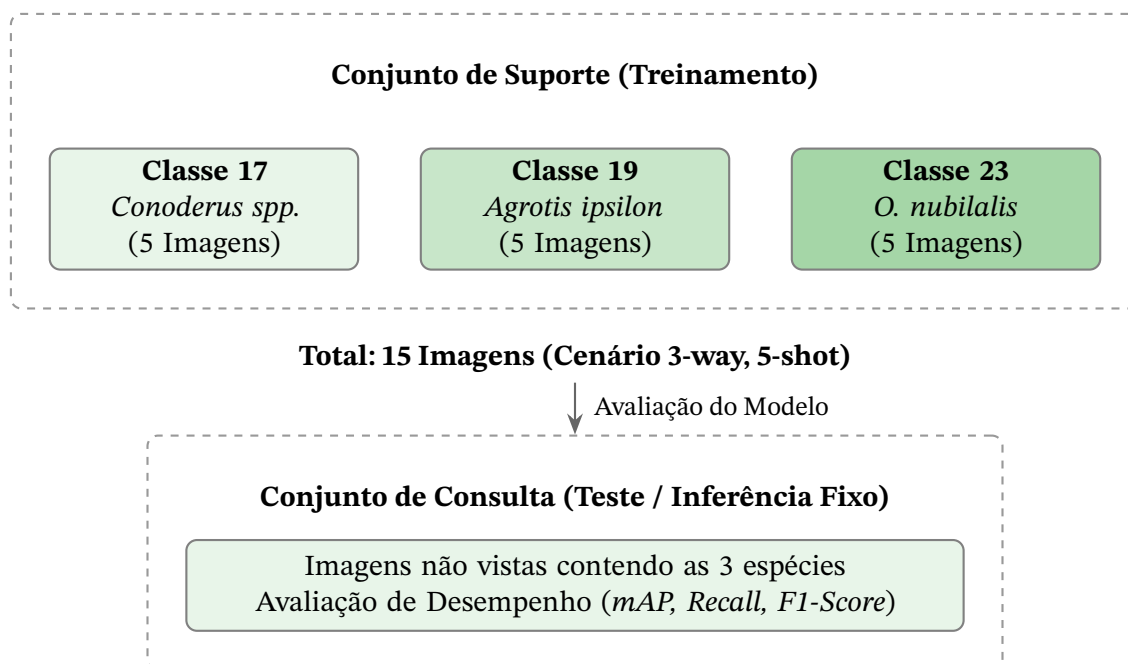 Conjunto de Suporte (Treinamento)
Classe 17
Conoderus spp.
(5 Imagens)
Classe 19
Agrotis ipsilon
(5 Imagens)
Classe 23
O. nubilalis
(5 Imagens)
Total: 15 Imagens (Cenário 3-way, 5-shot)
Avaliação do Modelo
Conjunto de Consulta (Teste / Inferência Fixo)
Imagens não vistas contendo as 3 espécies
Avaliação de Desempenho (mAP, Recall, F1-Score)